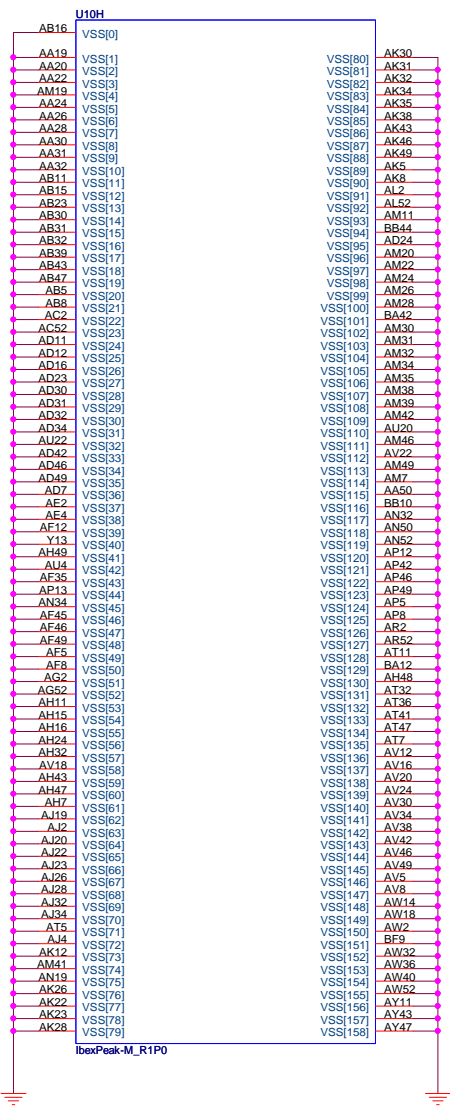 U10H
AB16 VSS[0]
AA19 VSS[1] VSS[80] AK30
AA20 VSS[2] VSS[81] AK31
AA22 VSS[3] VSS[82] AK32
AM19 VSS[4] VSS[83] AK34
AA24 VSS[5] VSS[84] AK35
AA26 VSS[6] VSS[85] AK38
AA28 VSS[7] VSS[86] AK43
AA30 VSS[8] VSS[87] AK46
AA31 VSS[9] VSS[88] AK49
AA32 VSS[10] VSS[89] AK5
AB11 VSS[11] VSS[90] AK8
AB15 VSS[12] VSS[91] AL2
AB23 VSS[13] VSS[92] AL52
AB30 VSS[14] VSS[93] AM11
AB31 VSS[15] VSS[94] BB44
AB32 VSS[16] VSS[95] AD24
AB39 VSS[17] VSS[96] AM20
AB43 VSS[18] VSS[97] AM22
AB47 VSS[19] VSS[98] AM24
AB5 VSS[20] VSS[99] AM26
AB8 VSS[21] VSS[100] AM28
AC2 VSS[22] VSS[101] BA42
AC52 VSS[23] VSS[102] AM30
AD11 VSS[24] VSS[103] AM31
AD12 VSS[25] VSS[104] AM32
AD16 VSS[26] VSS[105] AM34
AD23 VSS[27] VSS[106] AM35
AD30 VSS[28] VSS[107] AM38
AD31 VSS[29] VSS[108] AM39
AD32 VSS[30] VSS[109] AM42
AD34 VSS[31] VSS[110] AU20
AU22 VSS[32] VSS[111] AM46
AD42 VSS[33] VSS[112] AV22
AD46 VSS[34] VSS[113] AM49
AD49 VSS[35] VSS[114] AM7
AD7 VSS[36] VSS[115] AA50
AE2 VSS[37] VSS[116] BB10
AE4 VSS[38] VSS[117] AN32
AF12 VSS[39] VSS[118] AN50
Y13 VSS[40] VSS[119] AN52
AH49 VSS[41] VSS[120] AP12
AU4 VSS[42] VSS[121] AP42
AF35 VSS[43] VSS[122] AP46
AP13 VSS[44] VSS[123] AP49
AN34 VSS[45] VSS[124] AP5
AF45 VSS[46] VSS[125] AP8
AF46 VSS[47] VSS[126] AR2
AF49 VSS[48] VSS[127] AR52
AF5 VSS[49] VSS[128] AT11
AF8 VSS[50] VSS[129] BA12
AG2 VSS[51] VSS[130] AH48
AG52 VSS[52] VSS[131] AT32
AH11 VSS[53] VSS[132] AT36
AH15 VSS[54] VSS[133] AT41
AH16 VSS[55] VSS[134] AT47
AH24 VSS[56] VSS[135] AT7
AH32 VSS[57] VSS[136] AV12
AV18 VSS[58] VSS[137] AV16
AH43 VSS[59] VSS[138] AV20
AH47 VSS[60] VSS[139] AV24
AH7 VSS[61] VSS[140] AV30
AJ19 VSS[62] VSS[141] AV34
AJ2 VSS[63] VSS[142] AV38
AJ20 VSS[64] VSS[143] AV42
AJ22 VSS[65] VSS[144] AV46
AJ23 VSS[66] VSS[145] AV49
AJ26 VSS[67] VSS[146] AV5
AJ28 VSS[68] VSS[147] AV8
AJ32 VSS[69] VSS[148] AW14
AJ34 VSS[70] VSS[149] AW18
AT5 VSS[71] VSS[150] AW2
AJ4 VSS[72] VSS[151] BF9
AK12 VSS[73] VSS[152] AW32
AM41 VSS[74] VSS[153] AW36
AN19 VSS[75] VSS[154] AW40
AK26 VSS[76] VSS[155] AW52
AK22 VSS[77] VSS[156] AY11
AK23 VSS[78] VSS[157] AY43
AK28 VSS[79] VSS[158] AY47
IbexPeak-M_R1P0